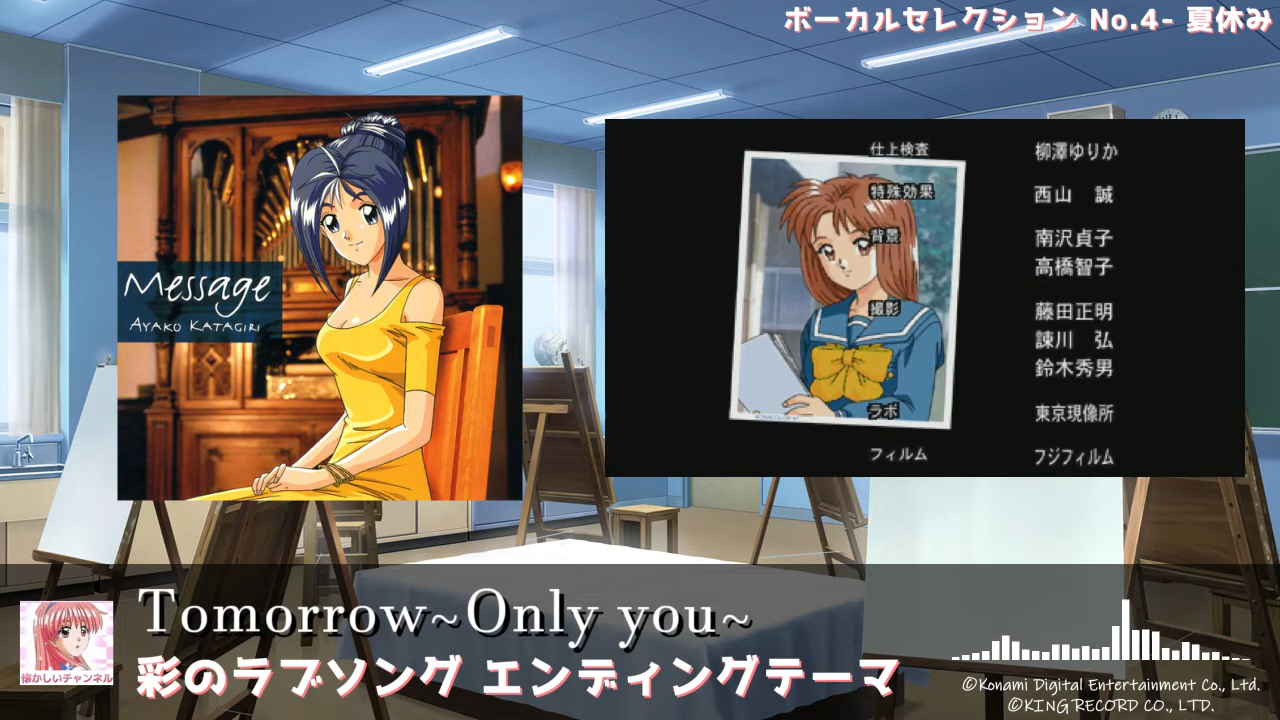 ボーカルセレクション No.4- 夏休み
Message
AYAKO KATAGIRI
仕上検査 柳澤ゆりか
特殊効果 西山 誠
背景 南沢貞子
高橋智子
撮影 藤田正明
諌川 弘
鈴木秀男
ラボ 東京現像所
フィルム フジフィルム
Tomorrow~Only you~
彩のラブソング エンディングテーマ
懐かしいチャンネル
©Konami Digital Entertainment Co., Ltd.
©KING RECORD CO., LTD.